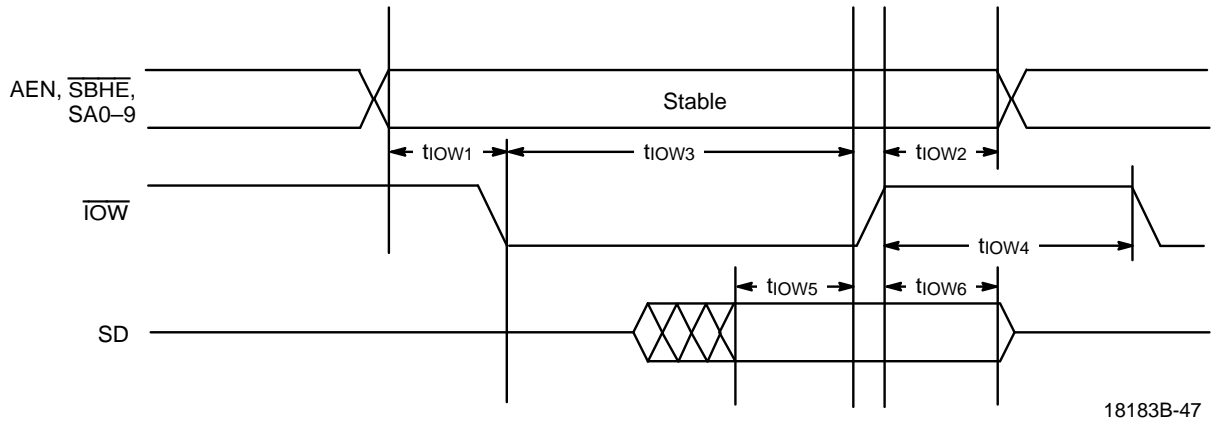 AEN, SBHE,
SA0–9
Stable
tIOW1
tIOW3
tIOW2
IOW
tIOW4
tIOW5
tIOW6
SD
18183B-47